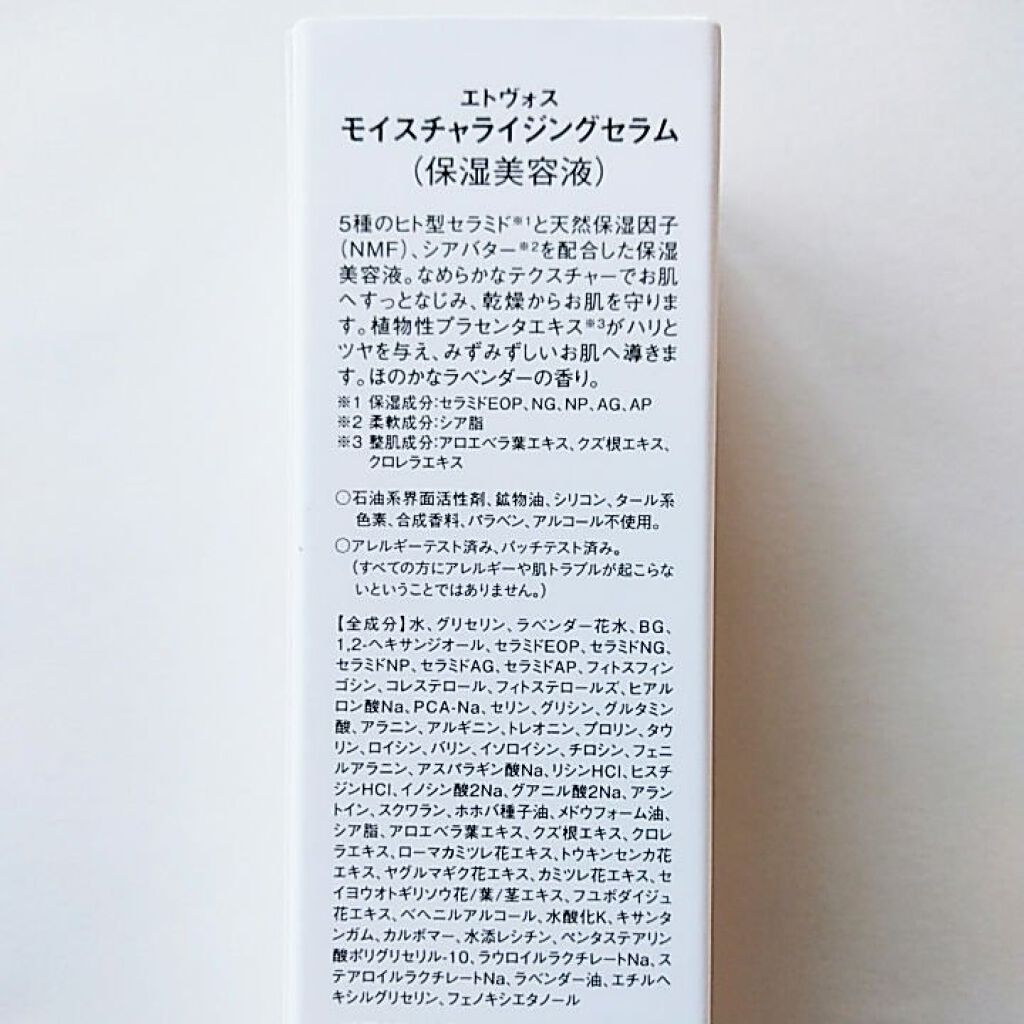 エトヴォス
モイスチャライジングセラム
（保湿美容液）
5種のヒト型セラミド※1と天然保湿因子
（NMF）、シアバター※2を配合した保湿
美容液。なめらかなテクスチャーでお肌
へすっとなじみ、乾燥からお肌を守りま
す。植物性プラセンタエキス※3がハリと
ツヤを与え、みずみずしいお肌へ導きま
す。ほのかなラベンダーの香り。
※1 保湿成分：セラミドEOP、NG、NP、AG、AP
※2 柔軟成分：シア脂
※3 整肌成分：アロエベラ葉エキス、クズ根エキス、
クロレラエキス
○石油系界面活性剤、鉱物油、シリコン、タール系
色素、合成香料、パラベン、アルコール不使用。
○アレルギーテスト済み、パッチテスト済み。
（すべての方にアレルギーや肌トラブルが起こらな
いということではありません。）
【全成分】水、グリセリン、ラベンダー花水、BG、
1,2-ヘキサンジオール、セラミドEOP、セラミドNG、
セラミドNP、セラミドAG、セラミドAP、フィトスフィン
ゴシン、コレステロール、フィトステロールズ、ヒアル
ロン酸Na、PCA-Na、セリン、グリシン、グルタミン
酸、アラニン、アルギニン、トレオニン、プロリン、タウ
リン、ロイシン、バリン、イソロイシン、チロシン、フェニ
ルアラニン、アスパラギン酸Na、リシンHCl、ヒスチ
ジンHCl、イノシン酸2Na、グアニル酸2Na、アラン
トイン、スクワラン、ホホバ種子油、メドウフォーム油、
シア脂、アロエベラ葉エキス、クズ根エキス、クロレ
ラエキス、ローマカミツレ花エキス、トウキンセンカ花
エキス、ヤグルマギク花エキス、カミツレ花エキス、セ
イヨウオトギリソウ花/葉/茎エキス、フユボダイジュ
花エキス、ベヘニルアルコール、水酸化K、キサンタ
ンガム、カルボマー、水添レシチン、ペンタステアリン
酸ポリグリセリル-10、ラウロイルラクチレートNa、ス
テアロイルラクチレートNa、ラベンダー油、エチルヘ
キシルグリセリン、フェノキシエタノール